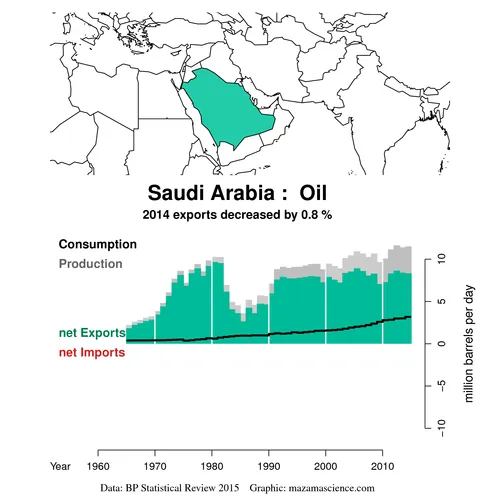 Saudi Arabia :  Oil
2014 exports decreased by 0.8 %
Consumption
Production
net Exports
net Imports
10
5
0
−5
−10
million barrels per day
Year 1960 1970 1980 1990 2000 2010
Data: BP Statistical Review 2015    Graphic: mazamascience.com